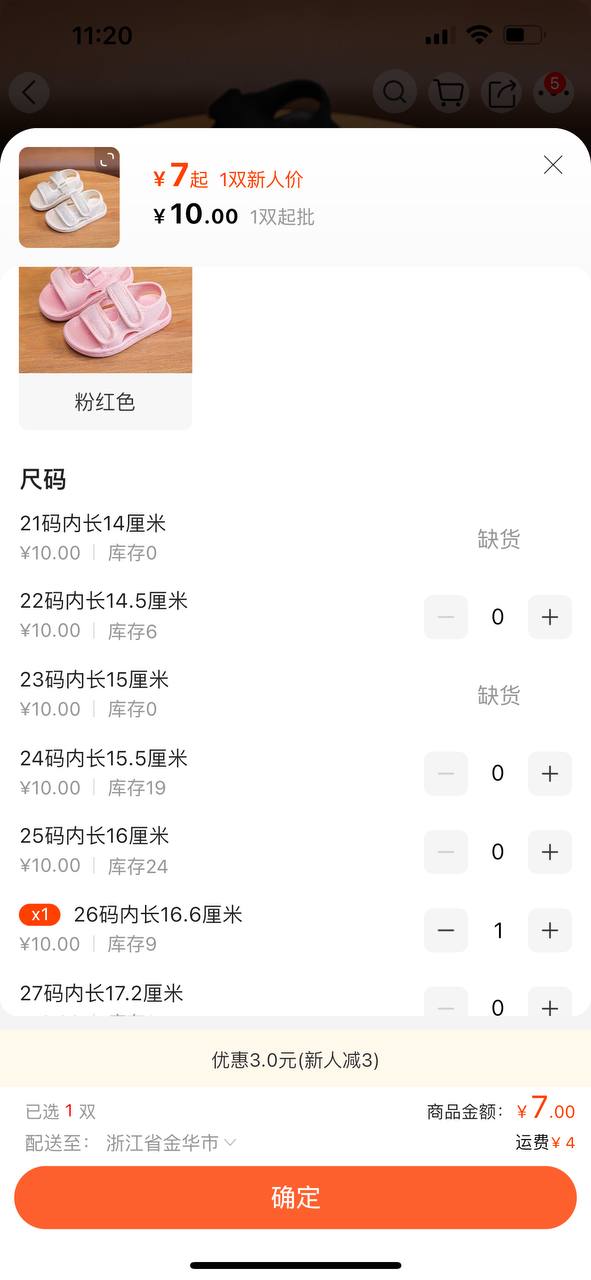 11:20
5
¥7起 1双新人价
¥10.00 1双起批
粉红色
尺码
21码内长14厘米
¥10.00 库存0
缺货
22码内长14.5厘米
¥10.00 库存6
0
23码内长15厘米
¥10.00 库存0
缺货
24码内长15.5厘米
¥10.00 库存19
0
25码内长16厘米
¥10.00 库存24
0
x1 26码内长16.6厘米
¥10.00 库存9
1
27码内长17.2厘米
0
优惠3.0元(新人减3)
已选 1 双
商品金额：¥7.00
配送至： 浙江省金华市
运费¥ 4
确定